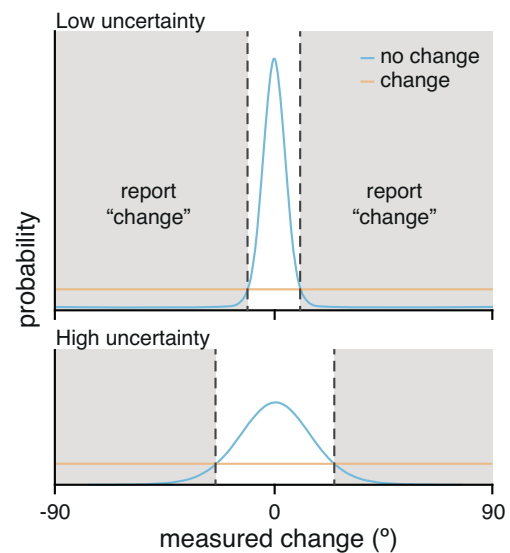 Low uncertainty
no change
change
report
“change”
report
“change”
probability
High uncertainty
-90
0
90
measured change (º)